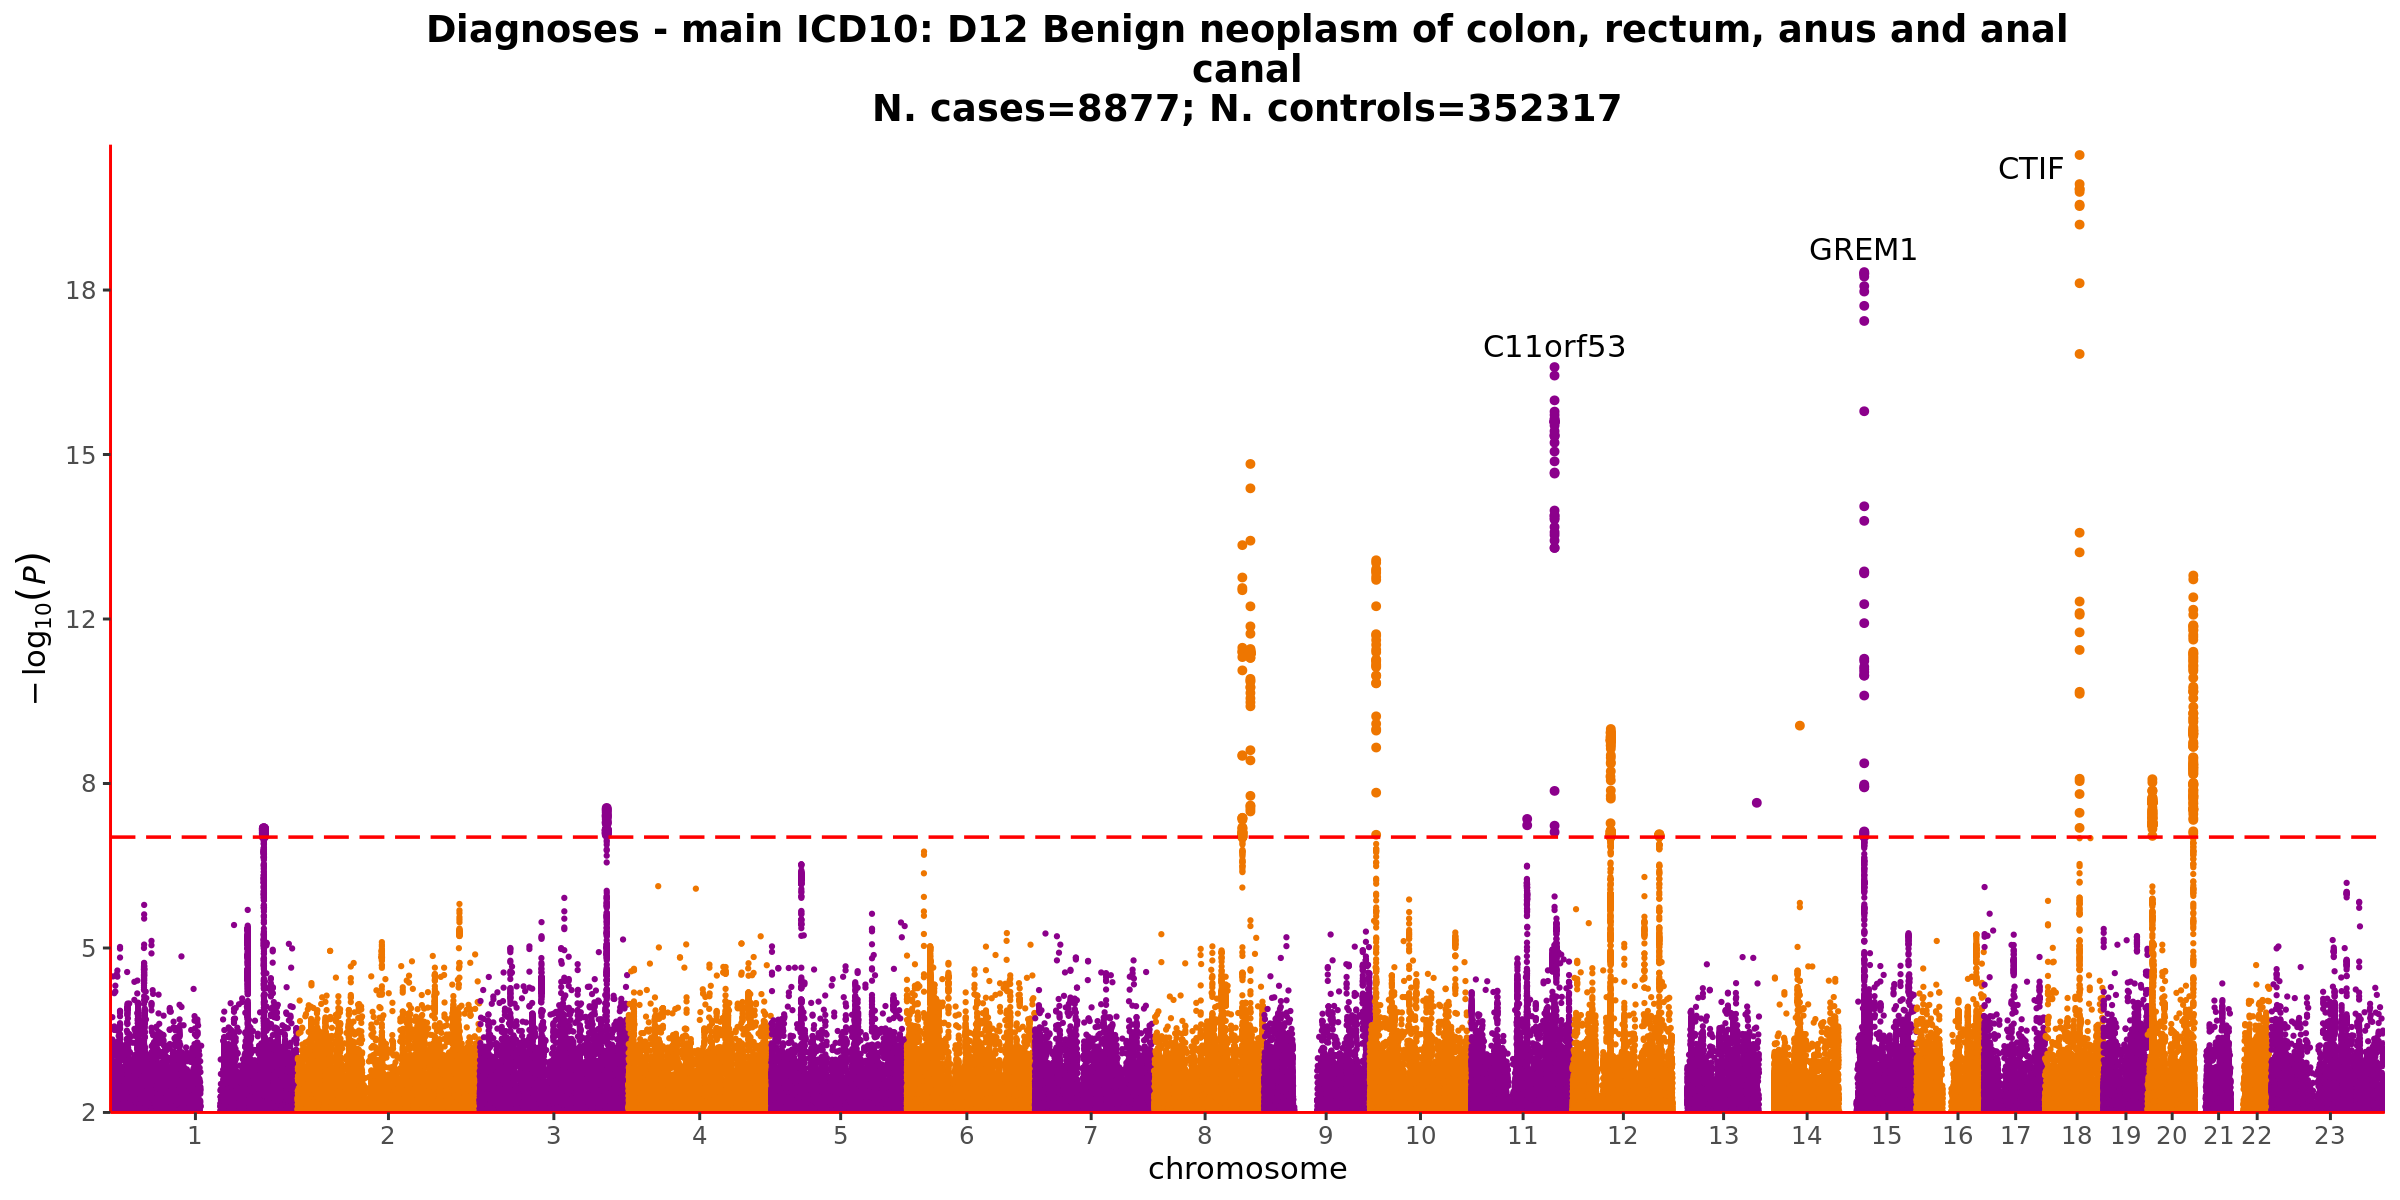 Diagnoses - main ICD10: D12 Benign neoplasm of colon, rectum, anus and anal
canal
N. cases=8877; N. controls=352317
CTIF
GREM1
C11orf53
18
15
12
8
5
2
−log10(P)
1 2 3 4 5 6 7 8 9 10 11 12 13 14 15 16 17 18 19 20 21 22 23
chromosome